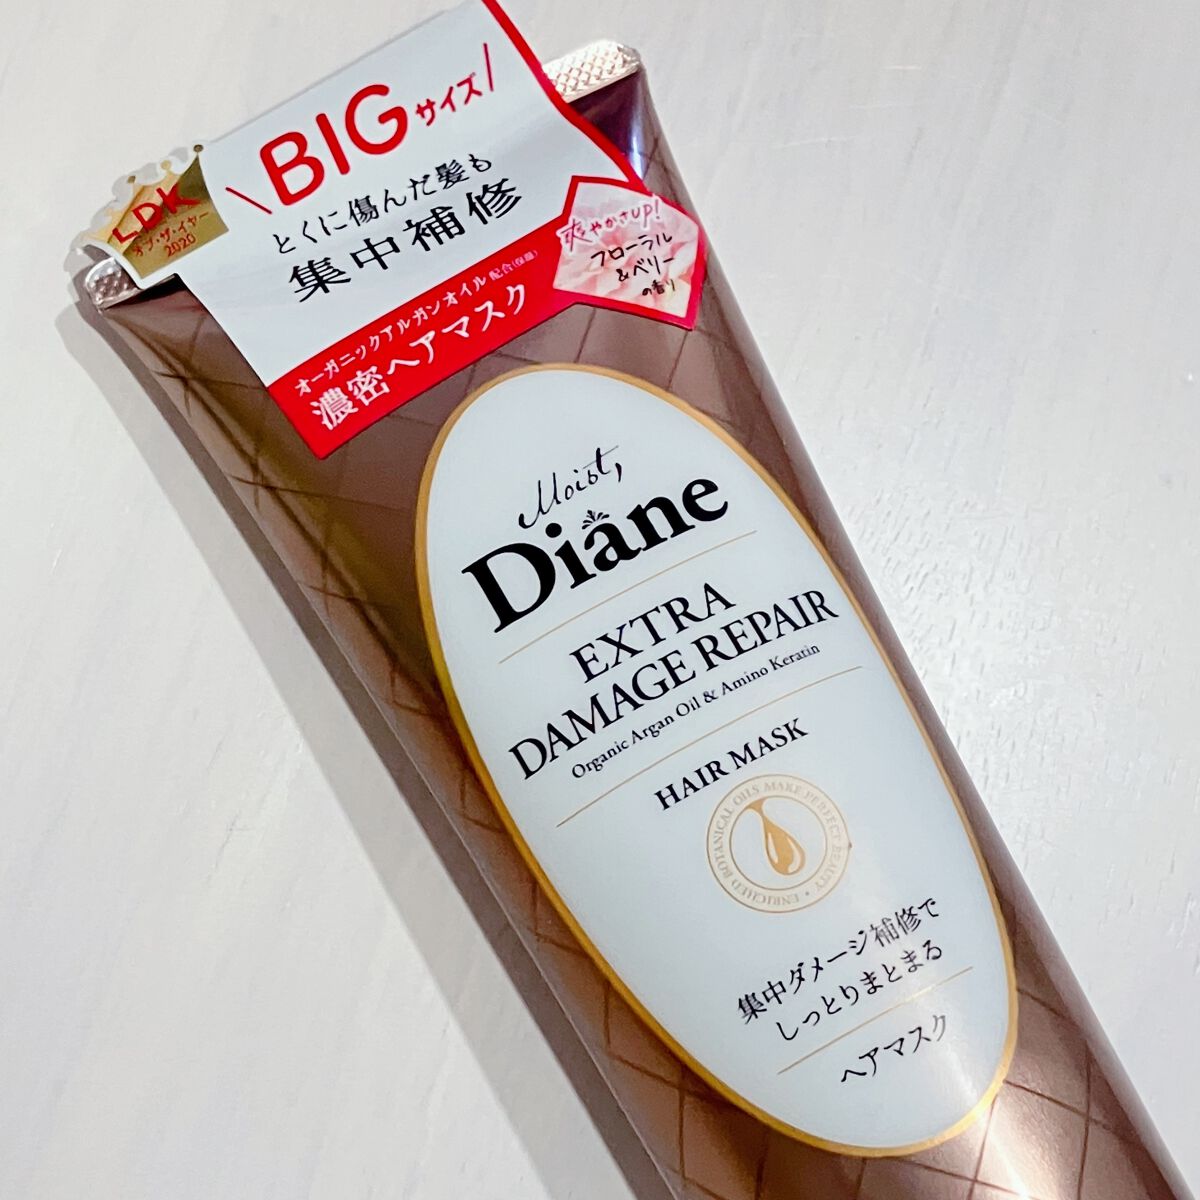 BIGサイズ
とくに傷んだ髪も
集中補修
オーガニックアルガンオイル 配合(保湿)
濃密ヘアマスク
LDK
オブ・ザ・イヤー
2020
爽やかさUP!
フローラル
&ベリー
の香り
Moist,
Diane
EXTRA
DAMAGE REPAIR
Organic Argan Oil & Amino Keratin
HAIR MASK
ENRICHED BOTANICAL OILS MAKE PERFECT BEAUTY •
集中ダメージ補修で
しっとりまとまる
ヘアマスク